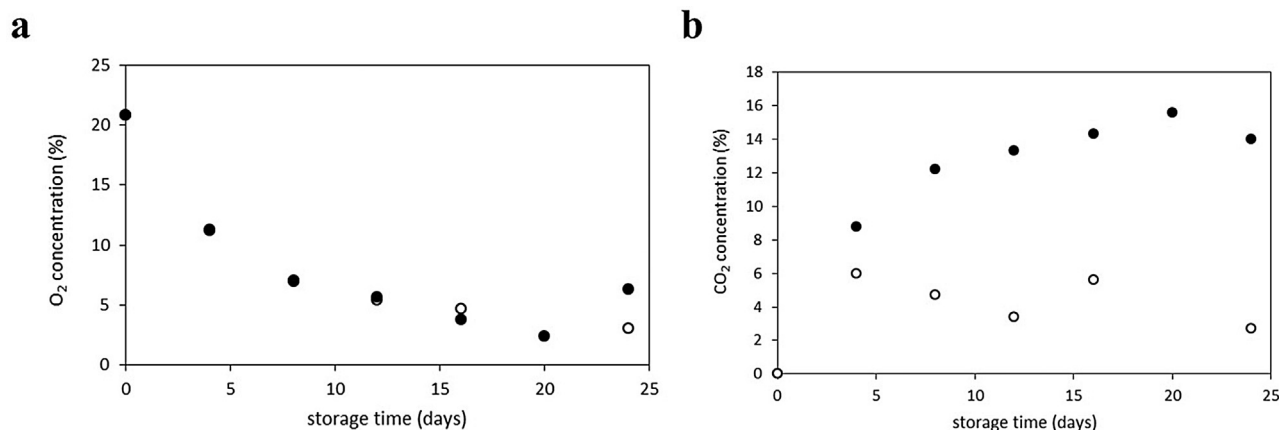 a
25
20
15
10
5
0
O₂ concentration (%)
0 5 10 15 20 25
storage time (days)
b
18
16
14
12
10
8
6
4
2
0
CO₂ concentration (%)
0 5 10 15 20 25
storage time (days)